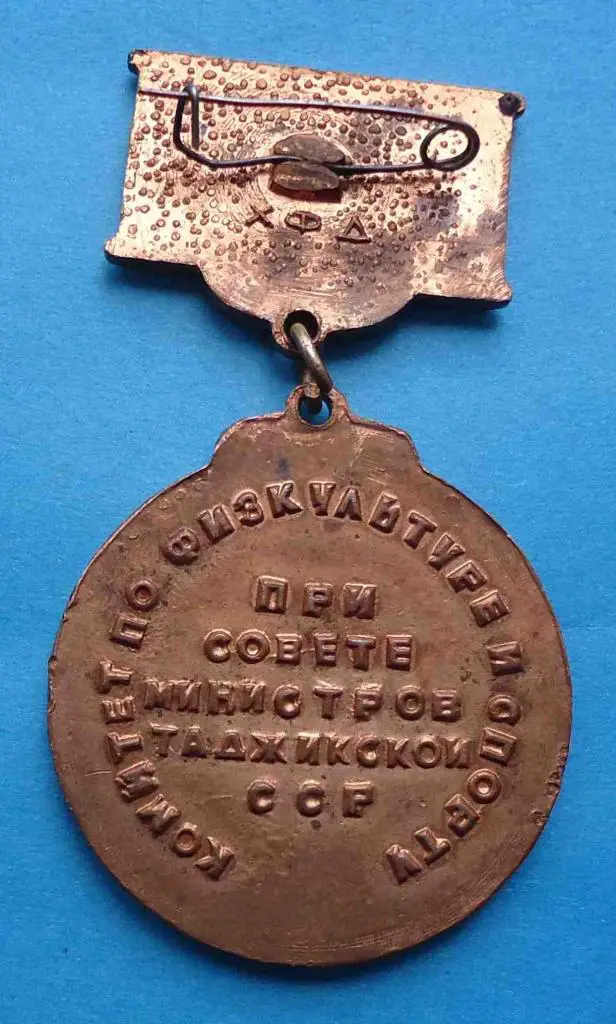 ХФД
КОМИТЕТ ПО ФИЗКУЛЬТУРЕ И СПОРТУ
ПРИ
СОВЕТЕ
МИНИСТРОВ
ТАДЖИКСКОЙ
ССР